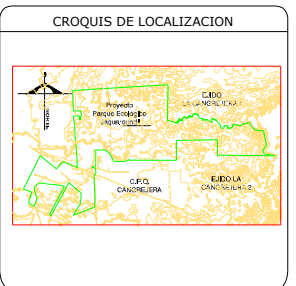 CROQUIS DE LOCALIZACION
EJIDO
LA CANGREJERA 1
Proyecto
Parque Ecologico
C.P.Q.
CANGREJERA
EJIDO LA
CANGREJERA 2